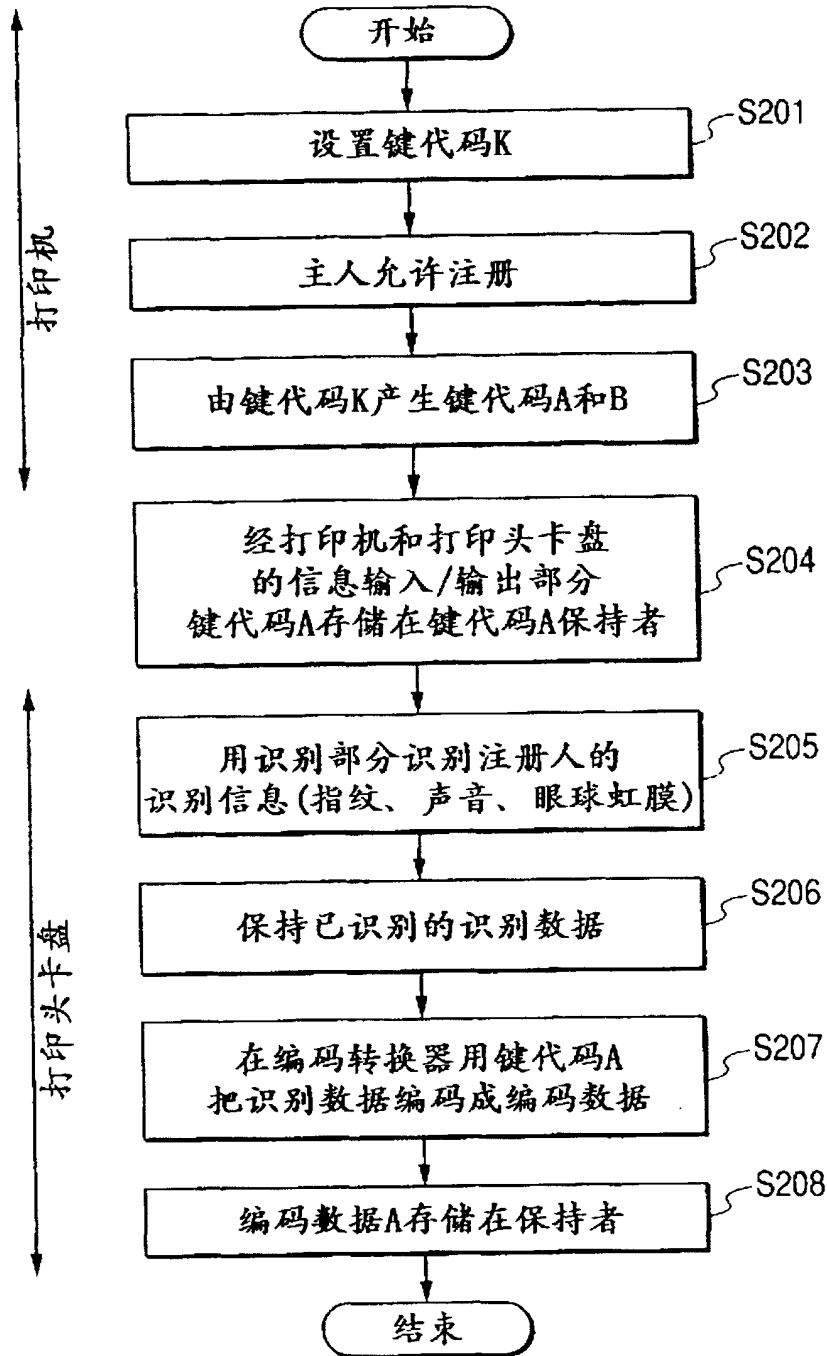 开始
设置键代码K
S201
主人允许注册
S202
由键代码K产生键代码A和B
S203
打印机
经打印机和打印头卡盘
的信息输入/输出部分
键代码A存储在键代码A保持者
S204
用识别部分识别注册人的
识别信息(指纹、声音、眼球虹膜)
S205
保持已识别的识别数据
S206
在编码转换器用键代码A
把识别数据编码成编码数据
S207
编码数据A存储在保持者
S208
打印头卡盘
结束